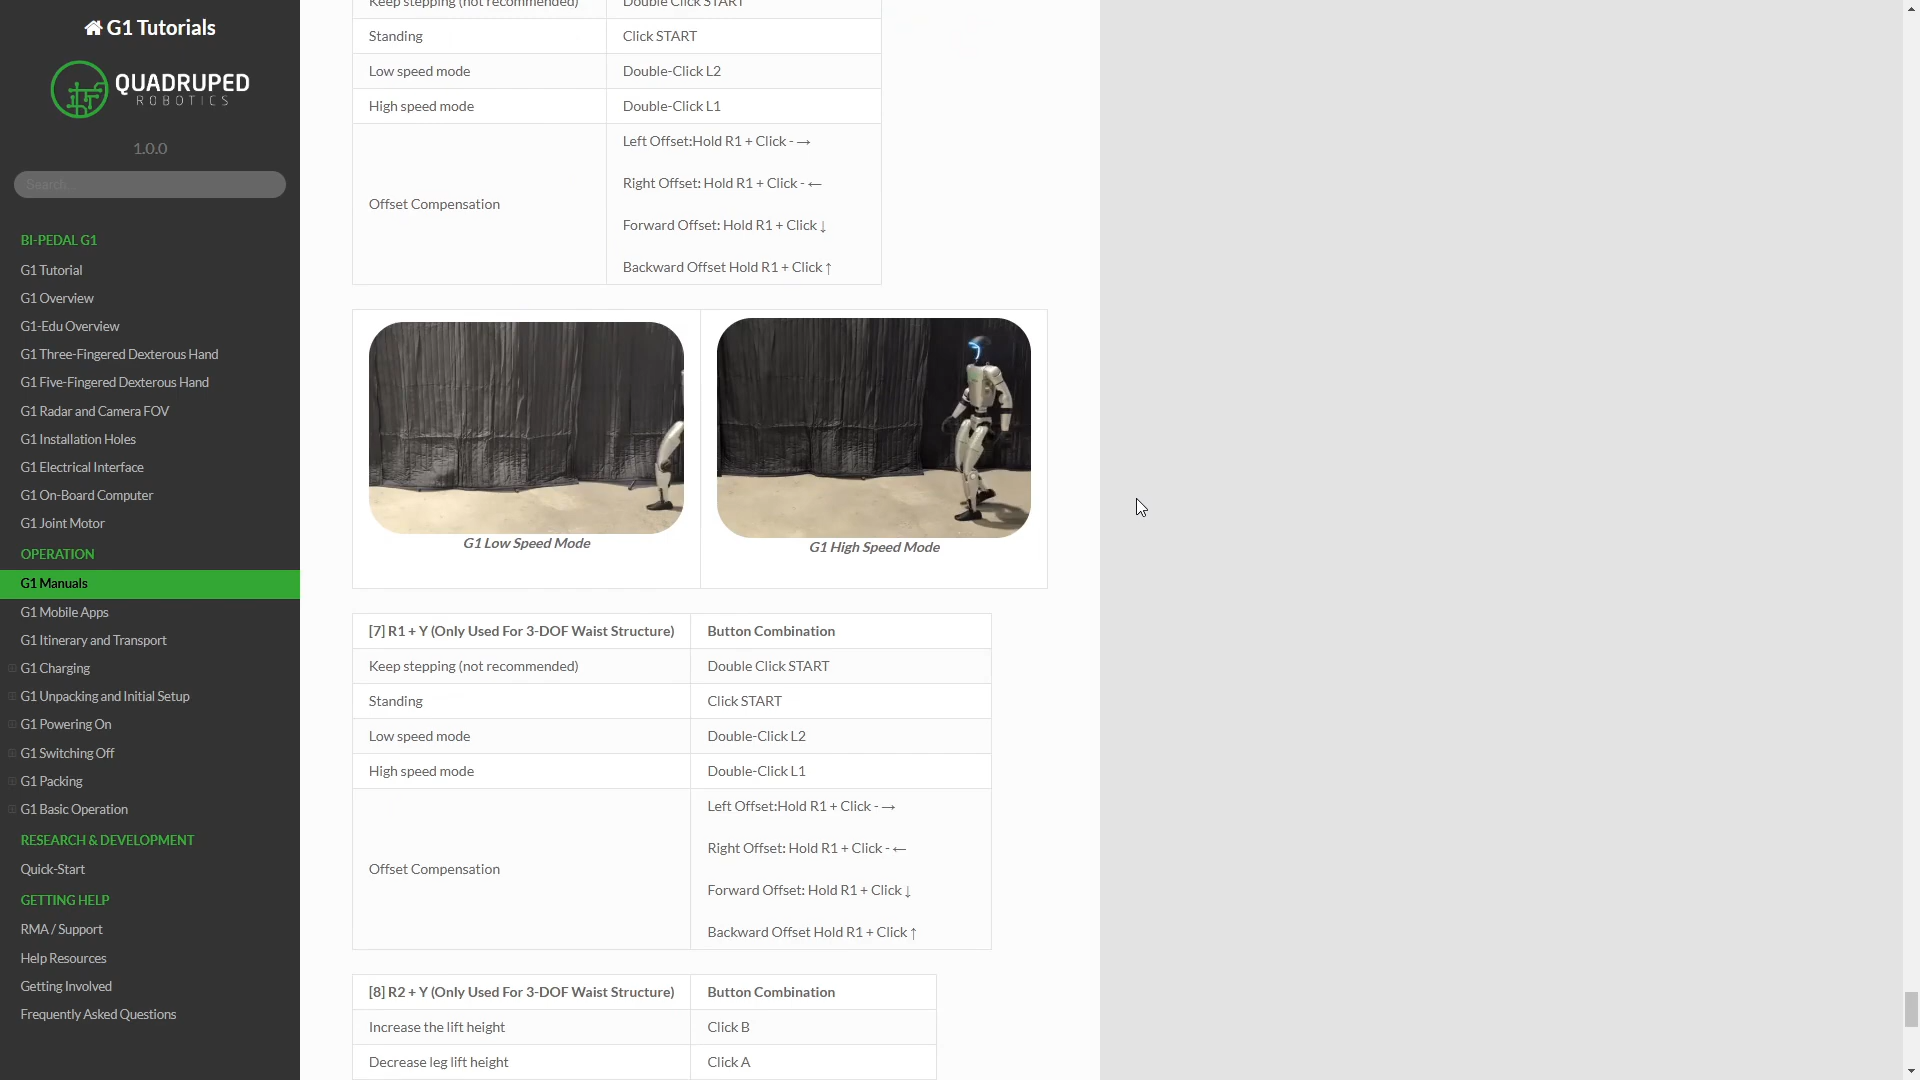 G1 Tutorials
QUADRUPED
ROBOTICS
1.0.0
Search
BI-PEDAL G1
G1 Tutorial
G1 Overview
G1-Edu Overview
G1 Three-Fingered Dexterous Hand
G1 Five-Fingered Dexterous Hand
G1 Radar and Camera FOV
G1 Installation Holes
G1 Electrical Interface
G1 On-Board Computer
G1 Joint Motor
OPERATION
G1 Manuals
G1 Mobile Apps
G1 Itinerary and Transport
G1 Charging
G1 Unpacking and Initial Setup
G1 Powering On
G1 Switching Off
G1 Packing
G1 Basic Operation
RESEARCH & DEVELOPMENT
Quick-Start
GETTING HELP
RMA / Support
Help Resources
Getting Involved
Frequently Asked Questions
Keep stepping (not recommended) Double Click START
Standing Click START
Low speed mode Double-Click L2
High speed mode Double-Click L1
Left Offset:Hold R1 + Click - →
Right Offset: Hold R1 + Click - ←
Offset Compensation
Forward Offset: Hold R1 + Click ↓
Backward Offset Hold R1 + Click ↑
G1 Low Speed Mode
G1 High Speed Mode
[7] R1 + Y (Only Used For 3-DOF Waist Structure) Button Combination
Keep stepping (not recommended) Double Click START
Standing Click START
Low speed mode Double-Click L2
High speed mode Double-Click L1
Left Offset:Hold R1 + Click - →
Right Offset: Hold R1 + Click - ←
Offset Compensation
Forward Offset: Hold R1 + Click ↓
Backward Offset Hold R1 + Click ↑
[8] R2 + Y (Only Used For 3-DOF Waist Structure) Button Combination
Increase the lift height Click B
Decrease leg lift height Click A